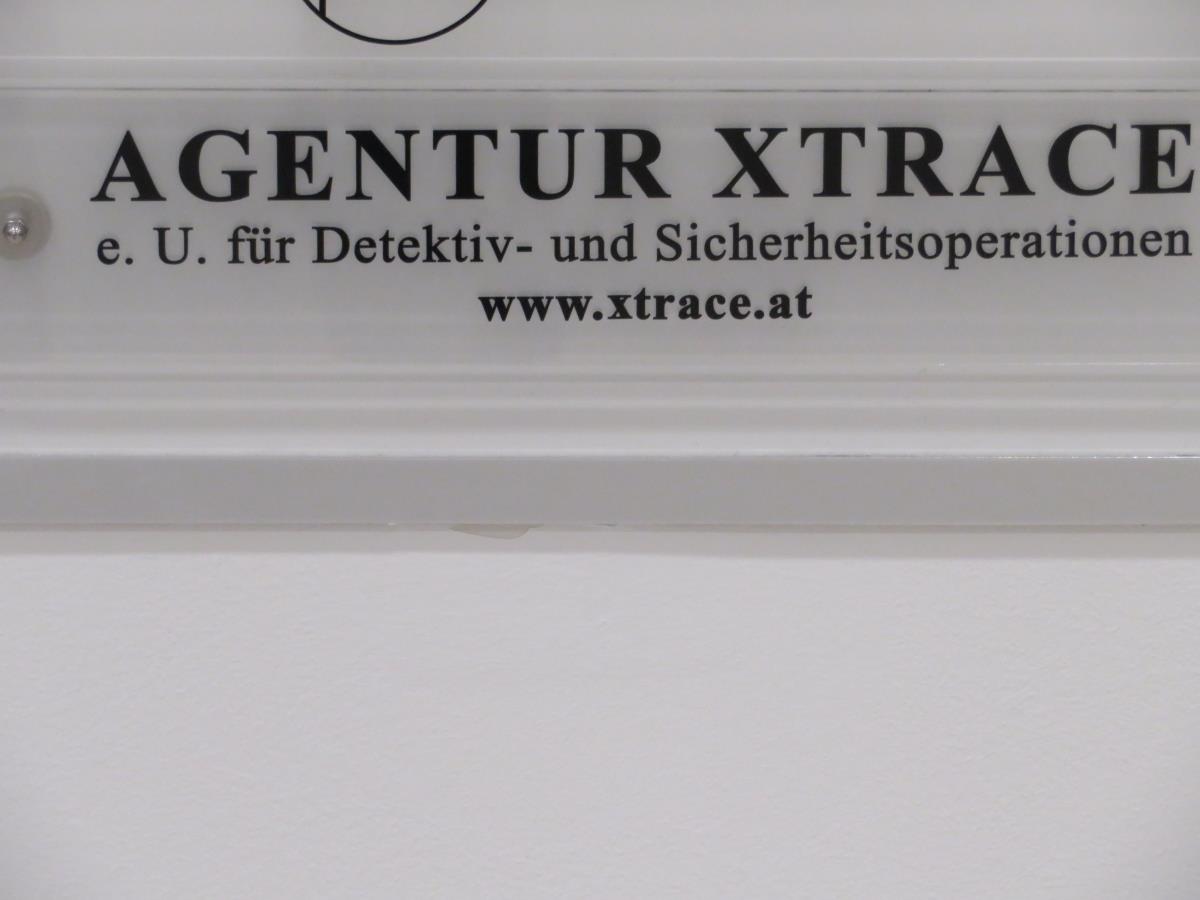 AGENTUR XTRACE
e. U. für Detektiv- und Sicherheitsoperationen
www.xtrace.at